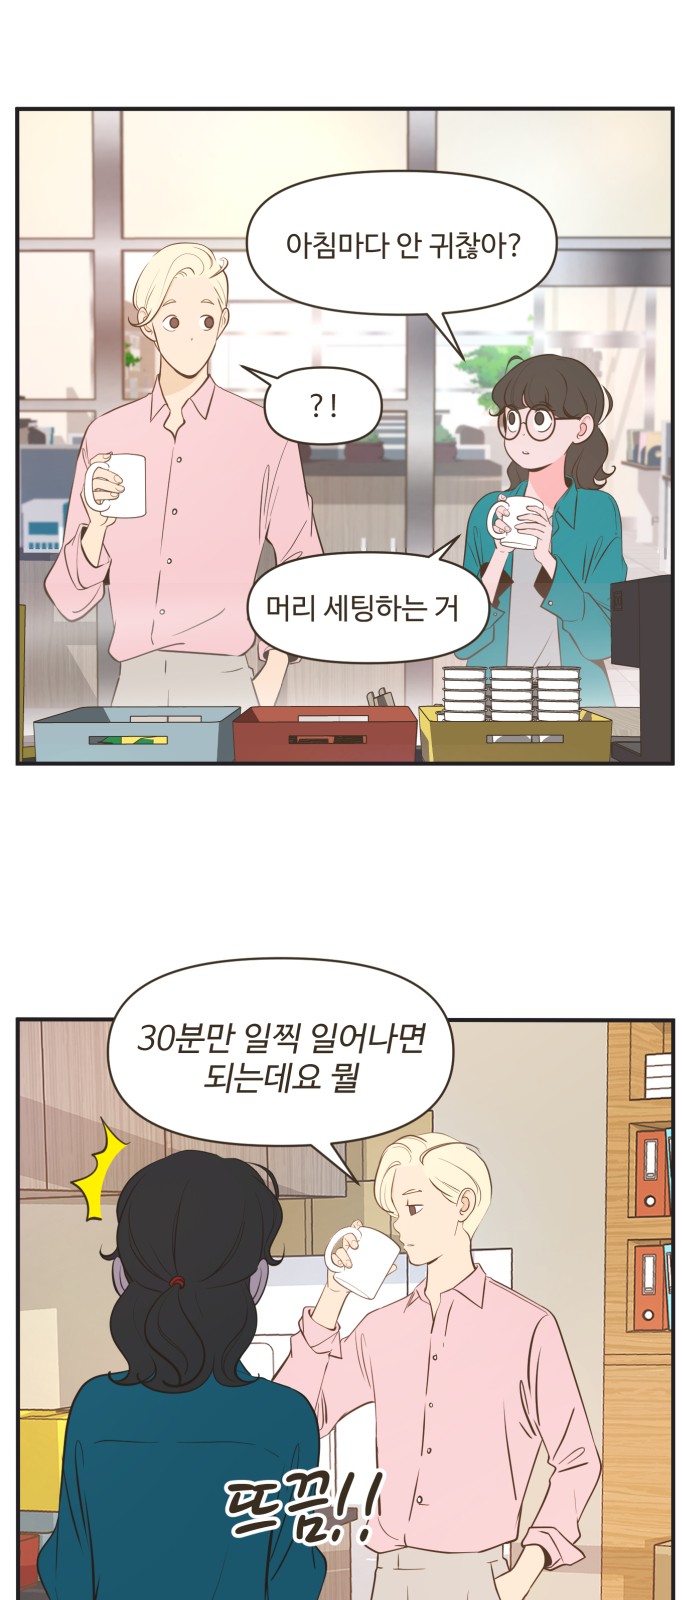 아침마다 안 귀찮아?
?!
머리 세팅하는 거
30분만 일찍 일어나면
되는데요 뭘
뜨끔!!